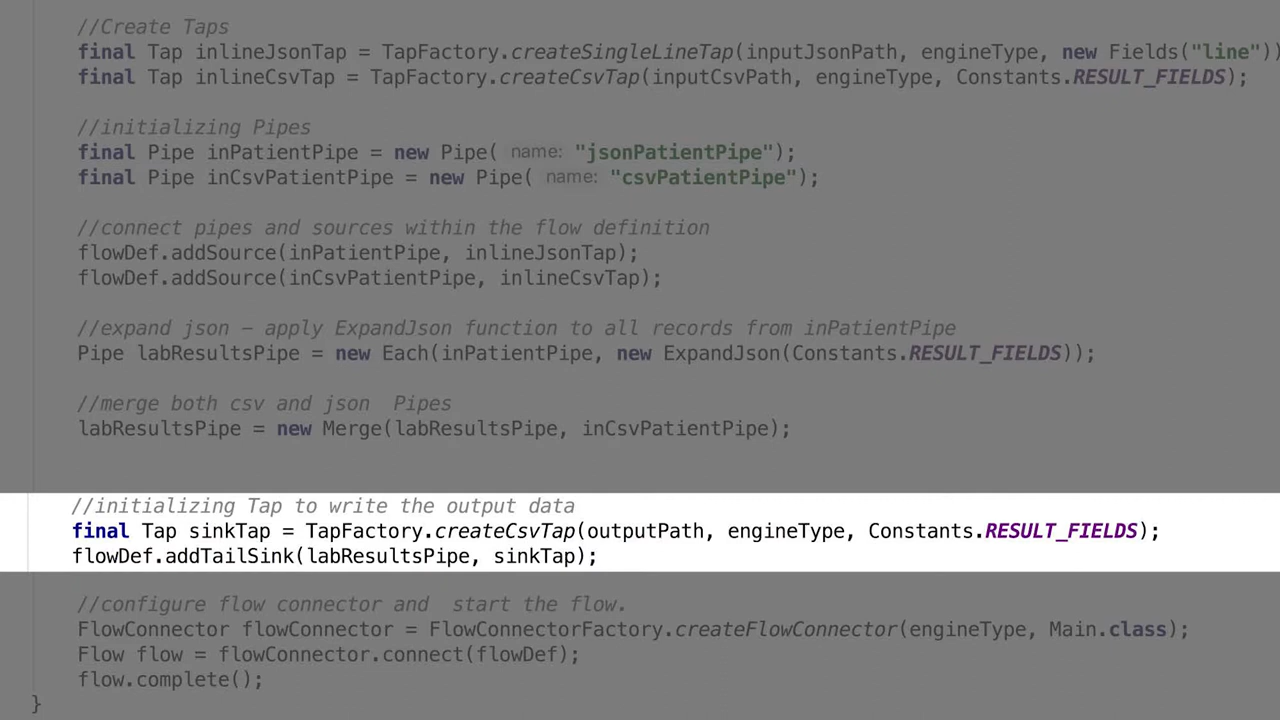 //Create Taps
final Tap inlineJsonTap = TapFactory.createSingleLineTap(inputJsonPath, engineType, new Fields("line"))
final Tap inlineCsvTap = TapFactory.createCsvTap(inputCsvPath, engineType, Constants.RESULT_FIELDS);
//initializing Pipes
final Pipe inPatientPipe = new Pipe( name: "jsonPatientPipe");
final Pipe inCsvPatientPipe = new Pipe( name: "csvPatientPipe");
//connect pipes and sources within the flow definition
flowDef.addSource(inPatientPipe, inlineJsonTap);
flowDef.addSource(inCsvPatientPipe, inlineCsvTap);
//expand json – apply ExpandJson function to all records from inPatientPipe
Pipe labResultsPipe = new Each(inPatientPipe, new ExpandJson(Constants.RESULT_FIELDS));
//merge both csv and json  Pipes
labResultsPipe = new Merge(labResultsPipe, inCsvPatientPipe);
//initializing Tap to write the output data
final Tap sinkTap = TapFactory.createCsvTap(outputPath, engineType, Constants.RESULT_FIELDS);
flowDef.addTailSink(labResultsPipe, sinkTap);
//configure flow connector and  start the flow.
FlowConnector flowConnector = FlowConnectorFactory.createFlowConnector(engineType, Main.class);
Flow flow = flowConnector.connect(flowDef);
flow.complete();
}